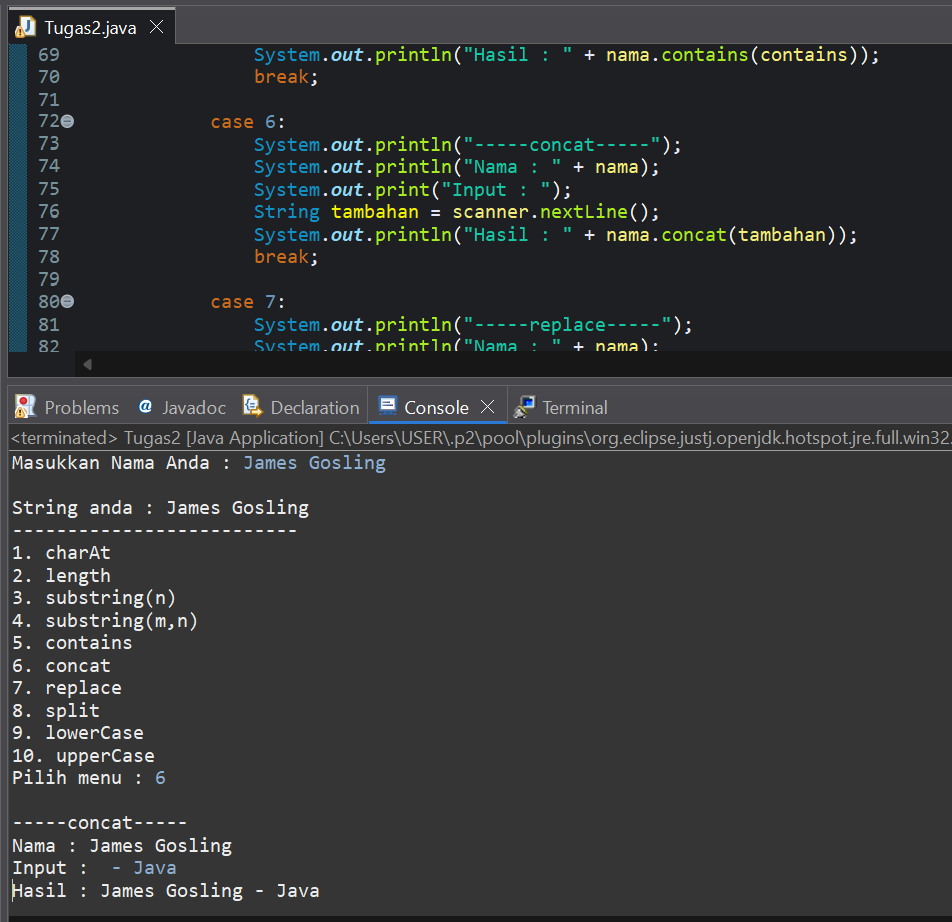 Tugas2.java
69 System.out.println("Hasil : " + nama.contains(contains));
70 break;
71
72 case 6:
73 System.out.println("-----concat-----");
74 System.out.println("Nama : " + nama);
75 System.out.print("Input : ");
76 String tambahan = scanner.nextLine();
77 System.out.println("Hasil : " + nama.concat(tambahan));
78 break;
79
80 case 7:
81 System.out.println("-----replace-----");
82 System.out.println("Nama : " + nama);
Problems @ Javadoc Declaration Console Terminal
<terminated> Tugas2 [Java Application] C:\Users\USER\.p2\pool\plugins\org.eclipse.justj.openjdk.hotspot.jre.full.win32.
Masukkan Nama Anda : James Gosling
String anda : James Gosling
--------------------------
1. charAt
2. length
3. substring(n)
4. substring(m,n)
5. contains
6. concat
7. replace
8. split
9. lowerCase
10. upperCase
Pilih menu : 6
-----concat-----
Nama : James Gosling
Input :  - Java
Hasil : James Gosling - Java